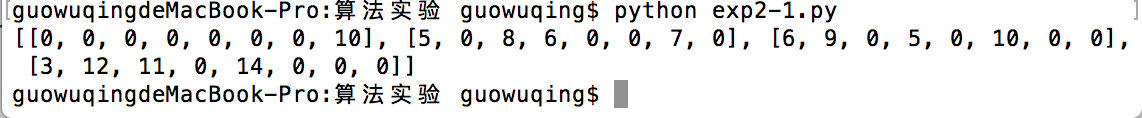 [guowuqingdeMacBook-Pro:算法实验 guowuqing$ python exp2-1.py ]
[[0, 0, 0, 0, 0, 0, 0, 10], [5, 0, 8, 6, 0, 0, 7, 0], [6, 9, 0, 5, 0, 10, 0, 0],
[3, 12, 11, 0, 14, 0, 0, 0]]
guowuqingdeMacBook-Pro:算法实验 guowuqing$